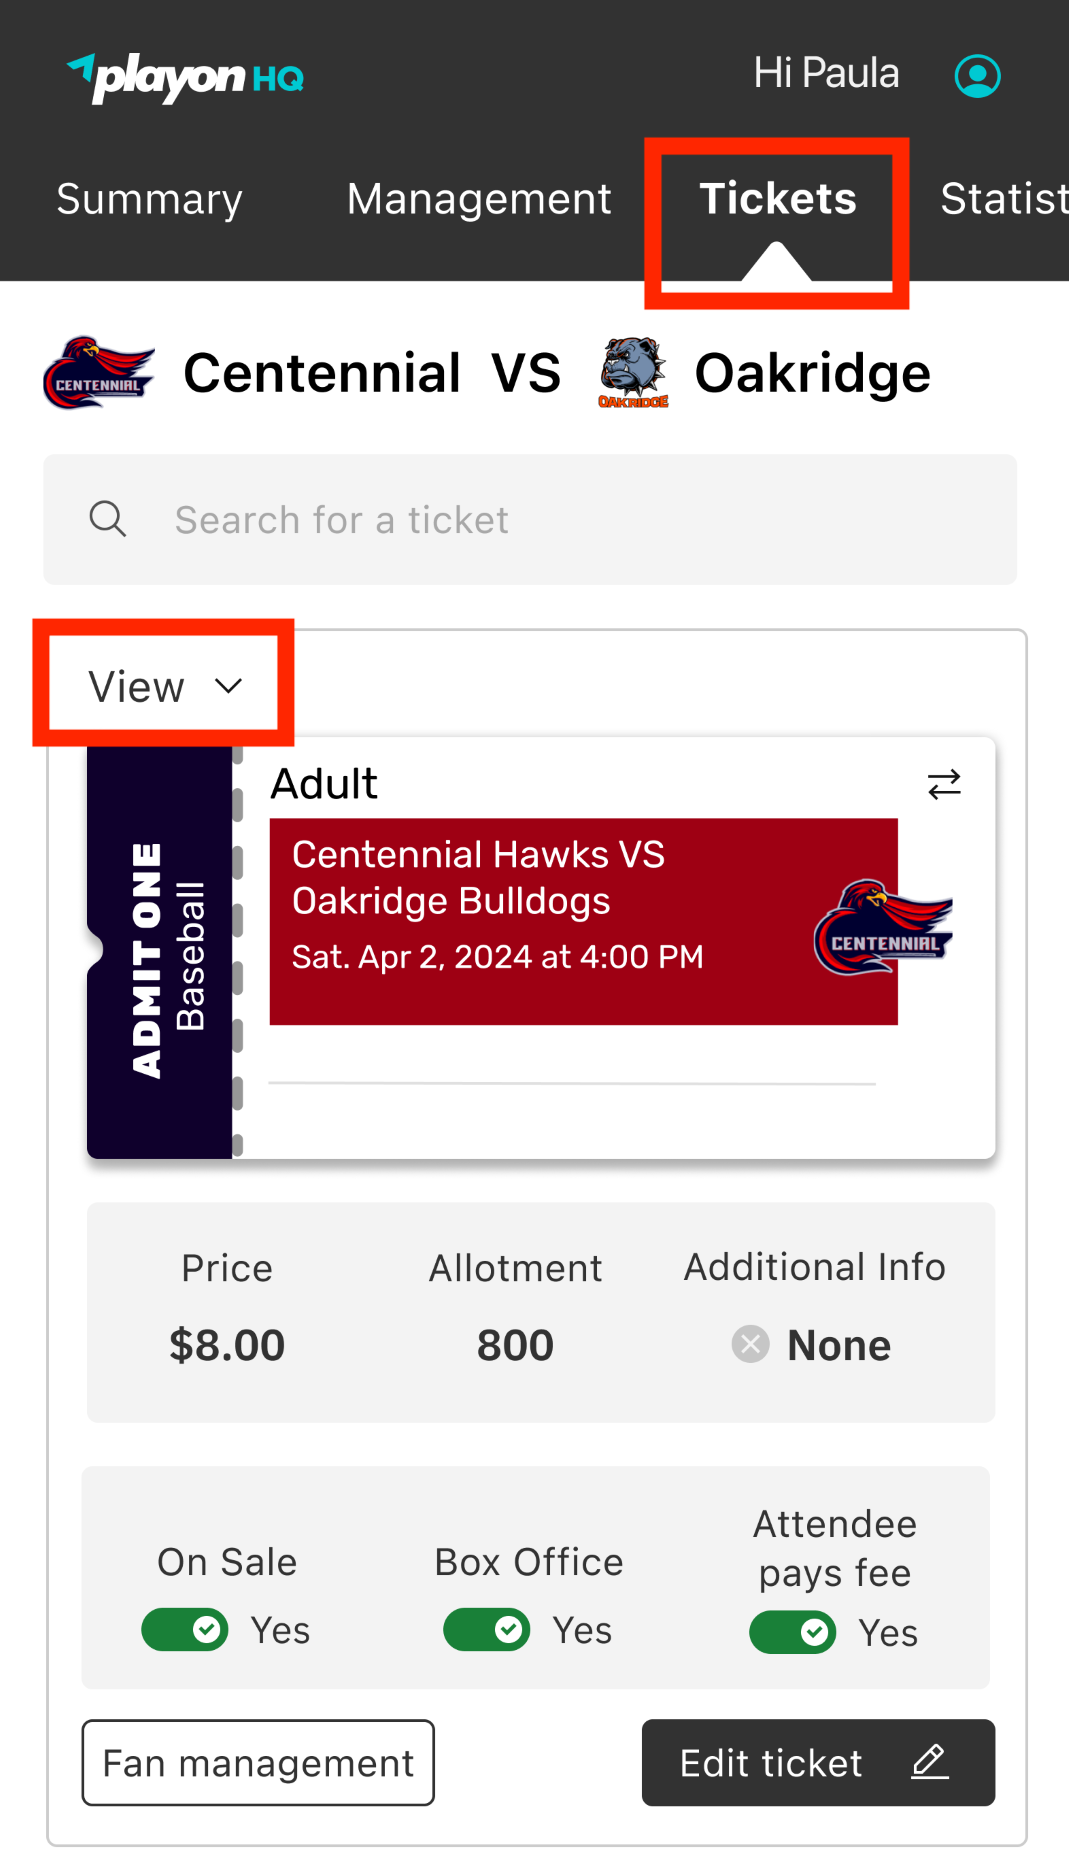 playon HQ
Hi Paula
Summary Management Tickets Statist
CENTENNIAL Centennial VS OAKRIDGE Oakridge
Search for a ticket
View
ADMIT ONE
Baseball
Adult
Centennial Hawks VS
Oakridge Bulldogs
Sat. Apr 2, 2024 at 4:00 PM
CENTENNIAL
Price Allotment Additional Info
$8.00 800 None
On Sale Box Office Attendee
pays fee
Yes Yes Yes
Fan management Edit ticket